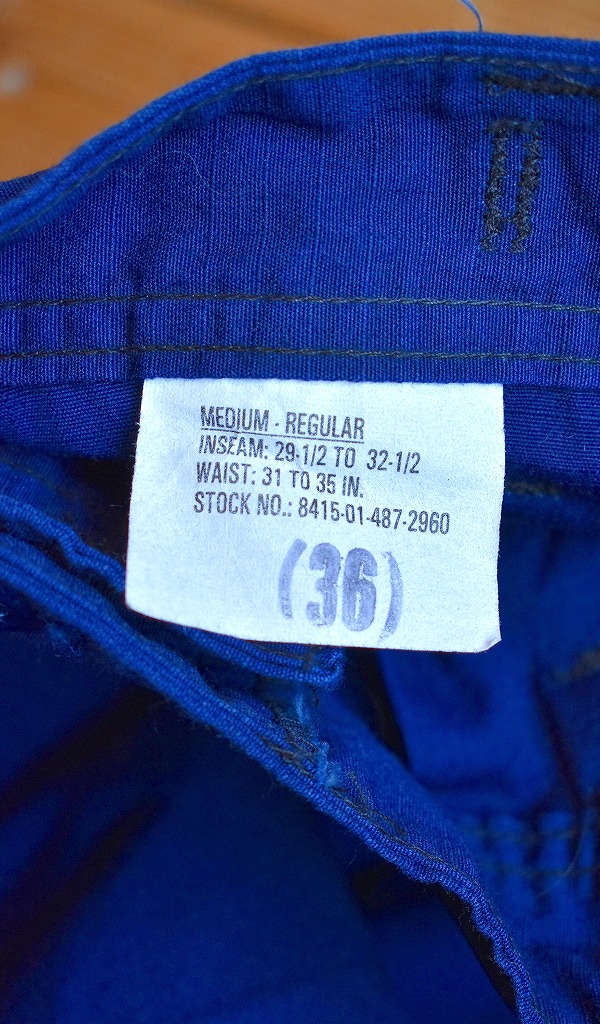 MEDIUM - REGULAR
INSEAM: 29-1/2 TO 32-1/2
WAIST: 31 TO 35 IN.
STOCK NO.: 8415-01-487-2960
(36)